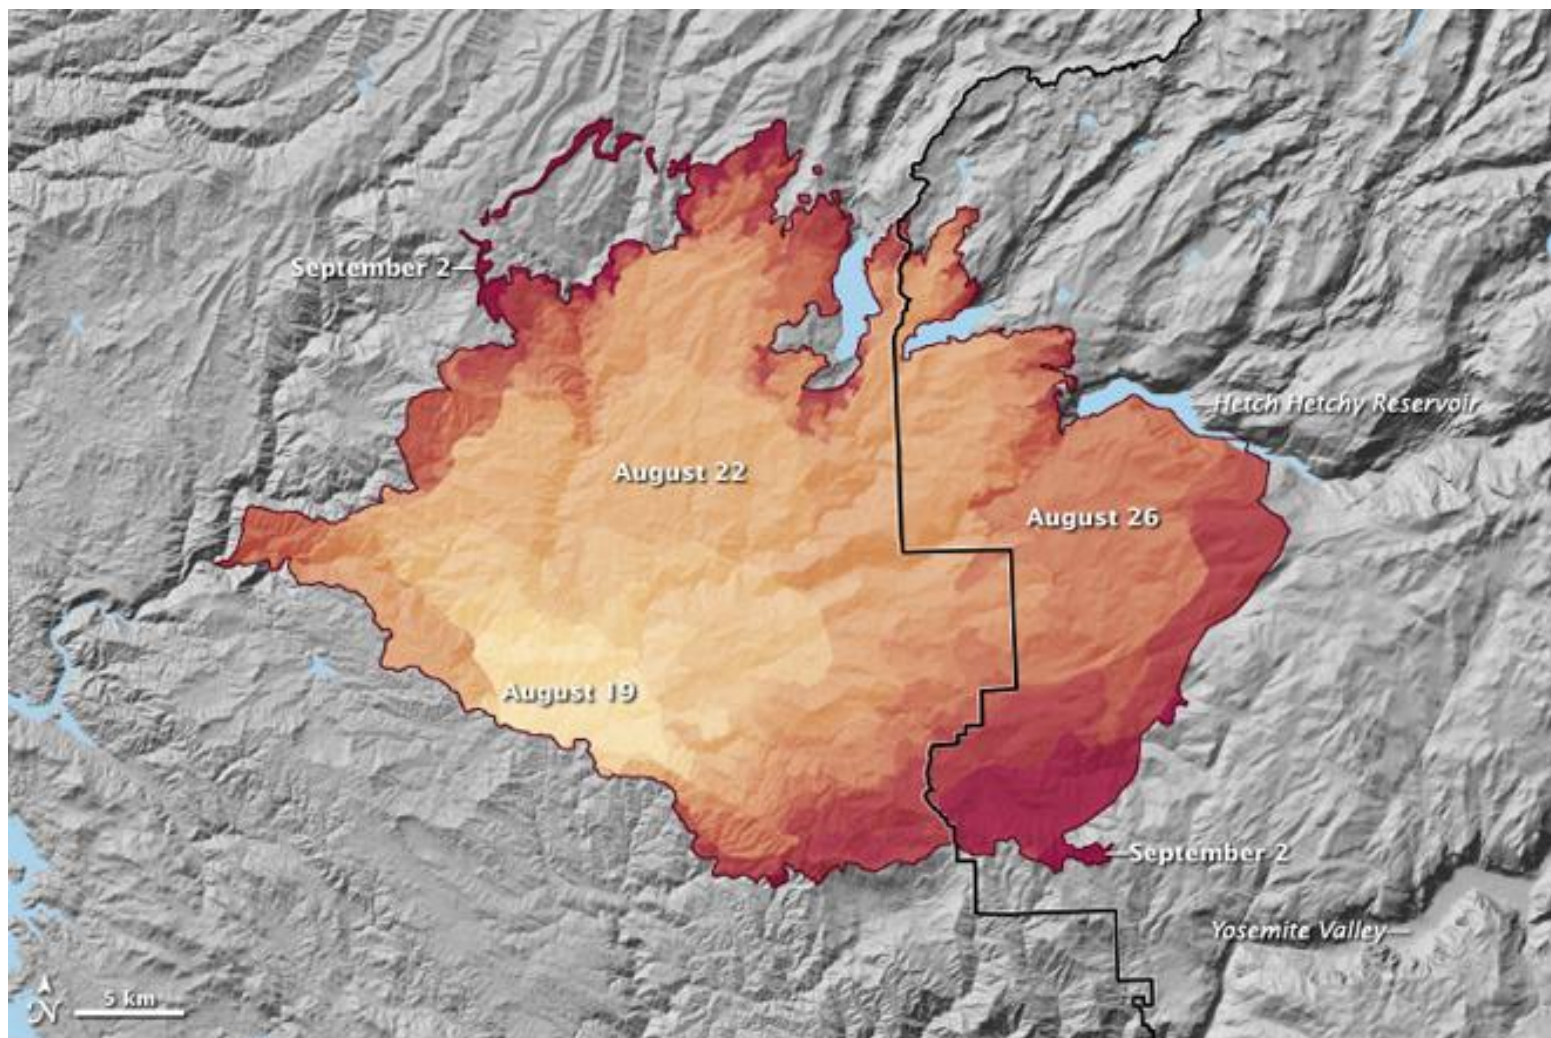 September 2
Hetch Hetchy Reservoir
August 22
August 26
August 19
September 2
Yosemite Valley
N
5 km